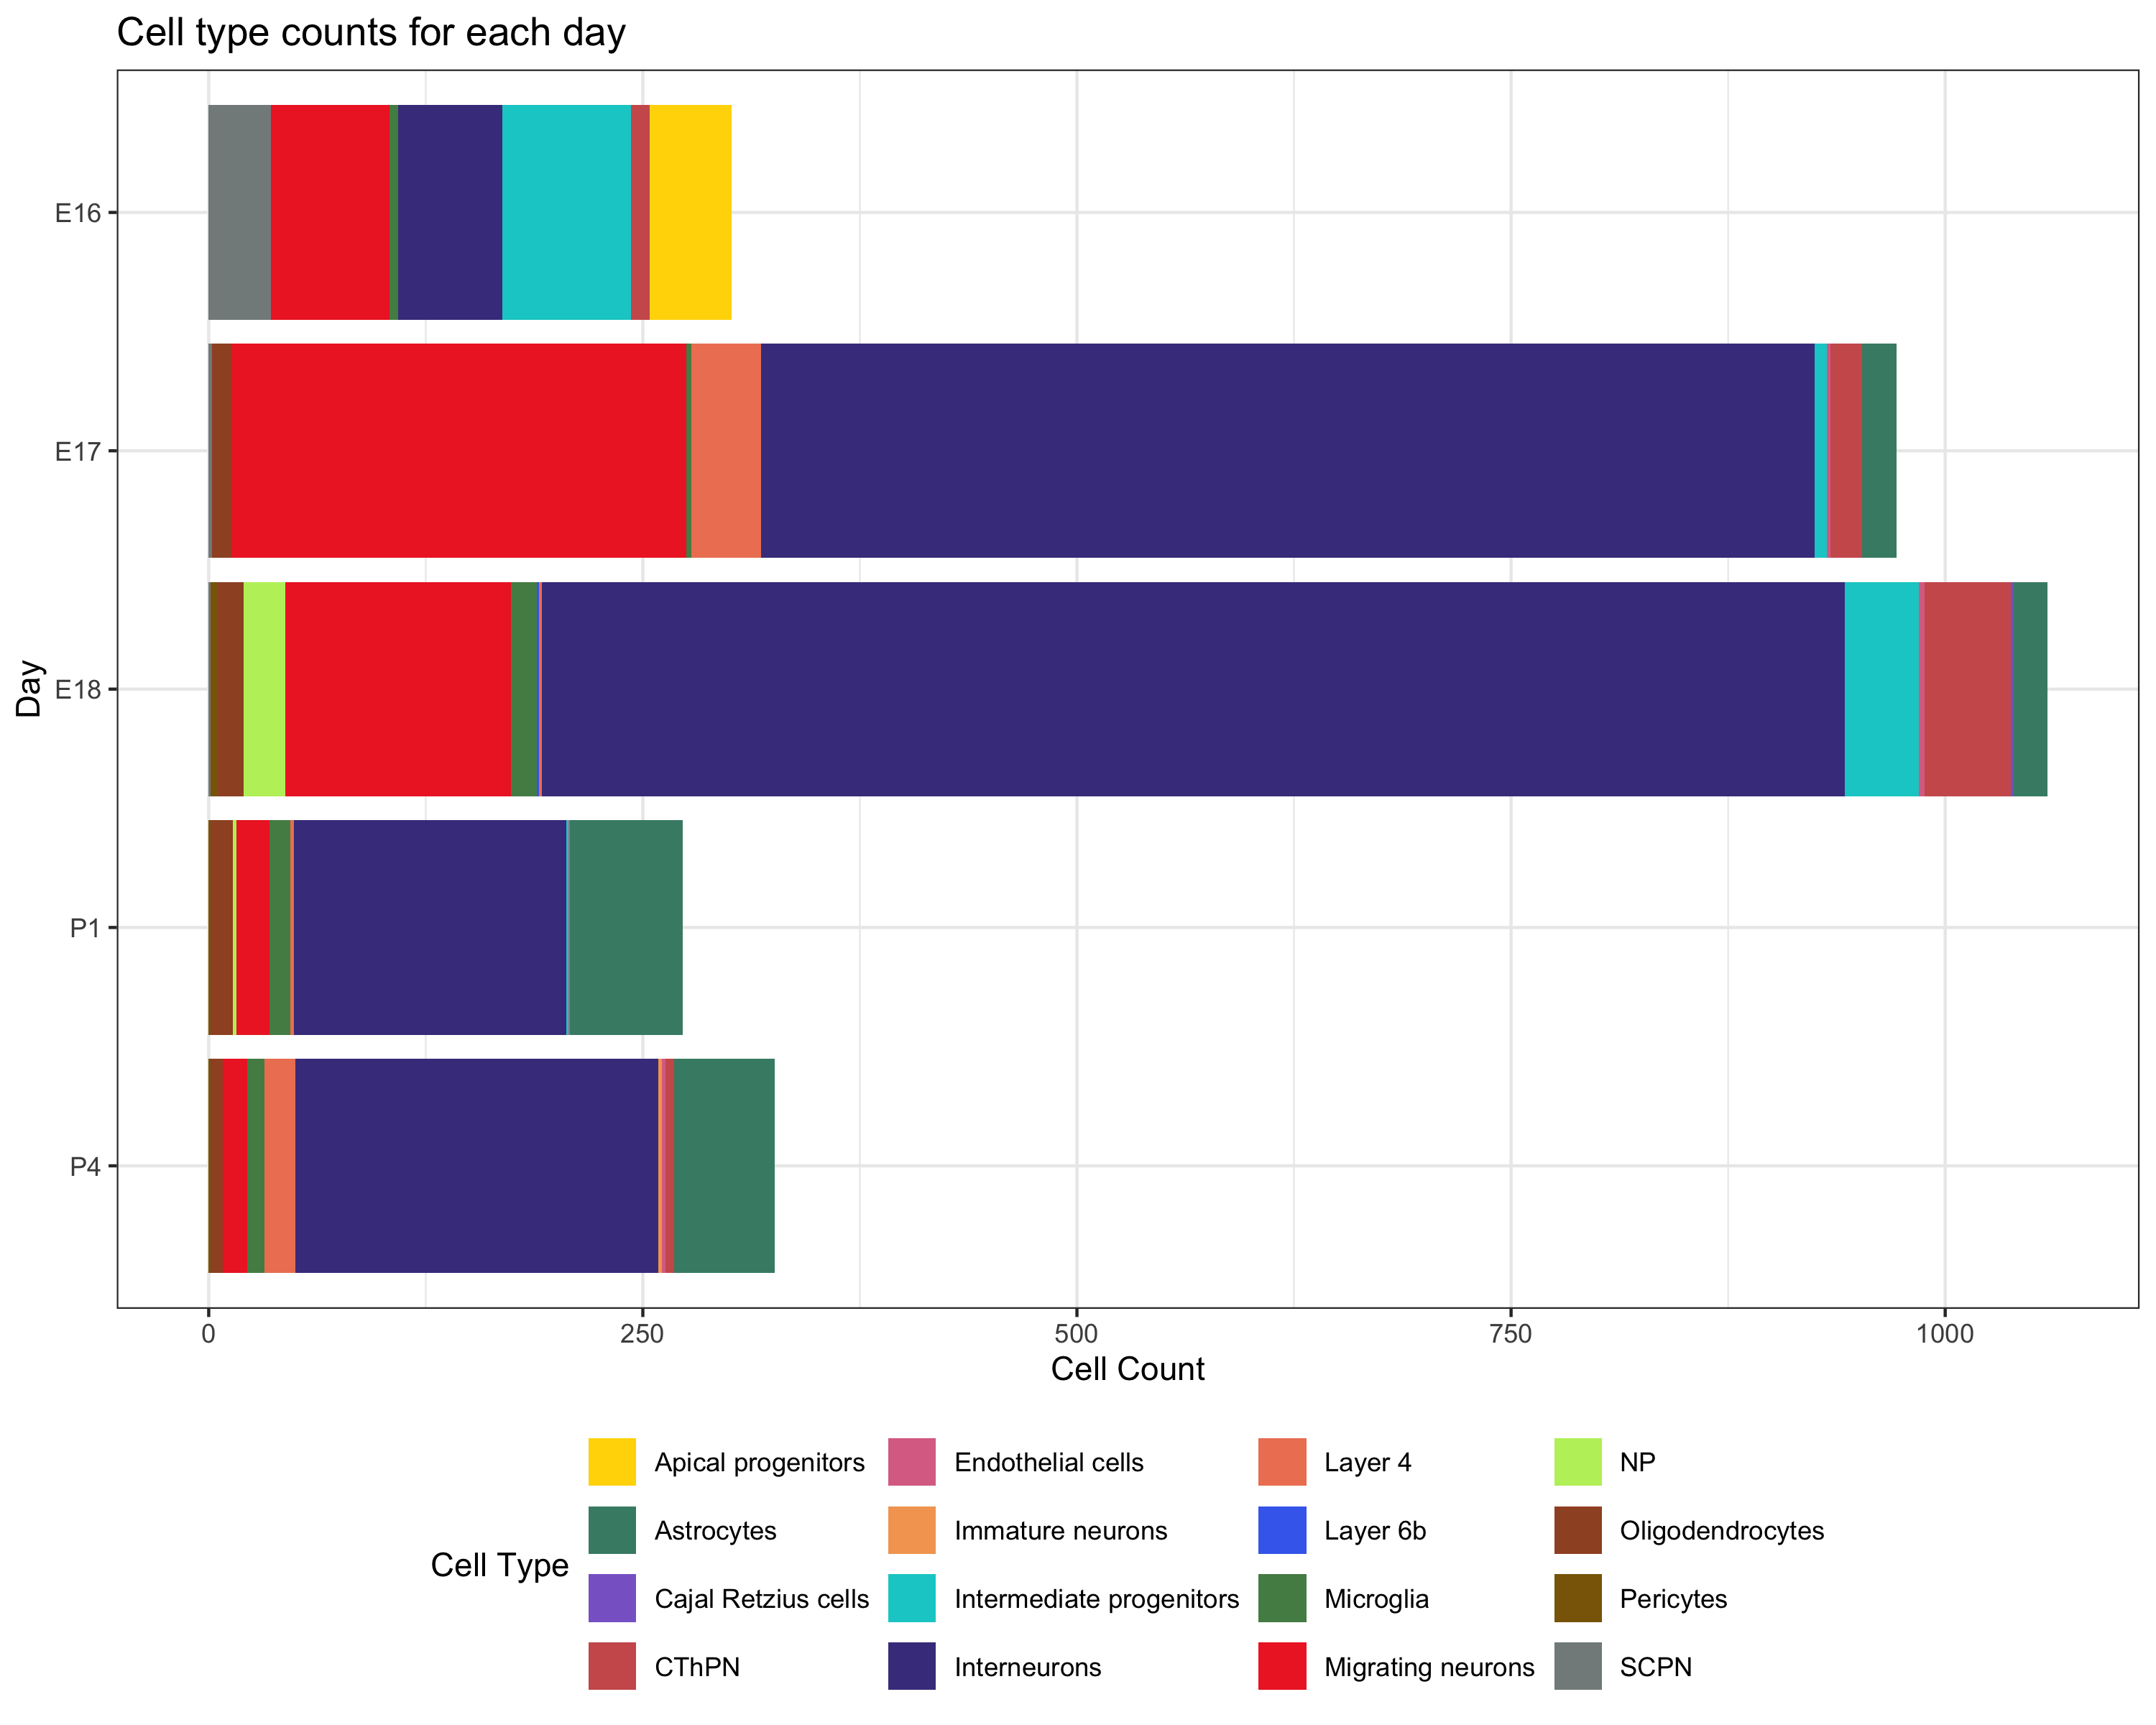 Cell type counts for each day
E16
E17
E18
P1
P4
Day
0 250 500 750 1000
Cell Count
Cell Type
Apical progenitors
Astrocytes
Cajal Retzius cells
CThPN
Endothelial cells
Immature neurons
Intermediate progenitors
Interneurons
Layer 4
Layer 6b
Microglia
Migrating neurons
NP
Oligodendrocytes
Pericytes
SCPN